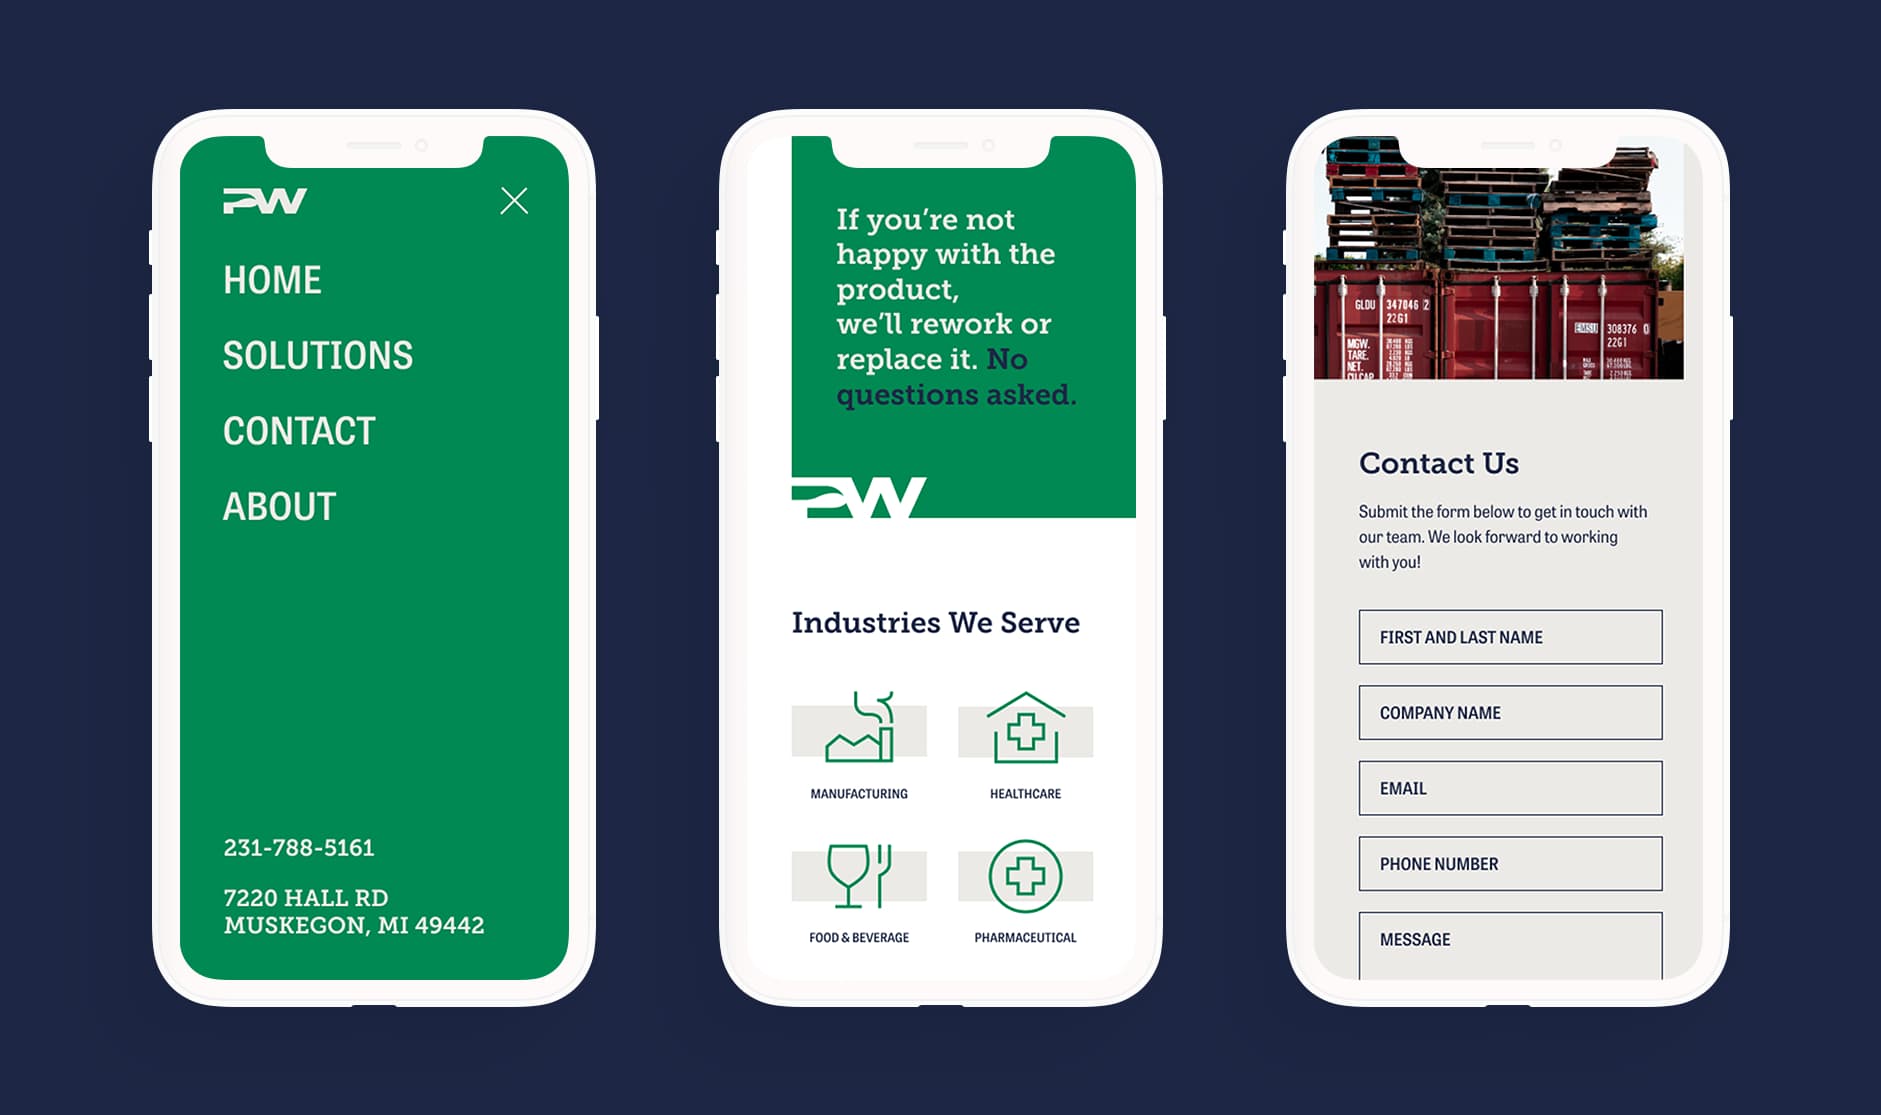 PW
HOME
SOLUTIONS
CONTACT
ABOUT
231-788-5161
7220 HALL RD
MUSKEGON, MI 49442
If you’re not
happy with the
product,
we’ll rework or
replace it. No
questions asked.
PW
Industries We Serve
MANUFACTURING
HEALTHCARE
FOOD & BEVERAGE
PHARMACEUTICAL
GLDU 347046 2
22G1
MGW.
TARE.
NET.
CU.CAP.
EMSU 308376 0
22G1
Contact Us
Submit the form below to get in touch with
our team. We look forward to working
with you!
FIRST AND LAST NAME
COMPANY NAME
EMAIL
PHONE NUMBER
MESSAGE